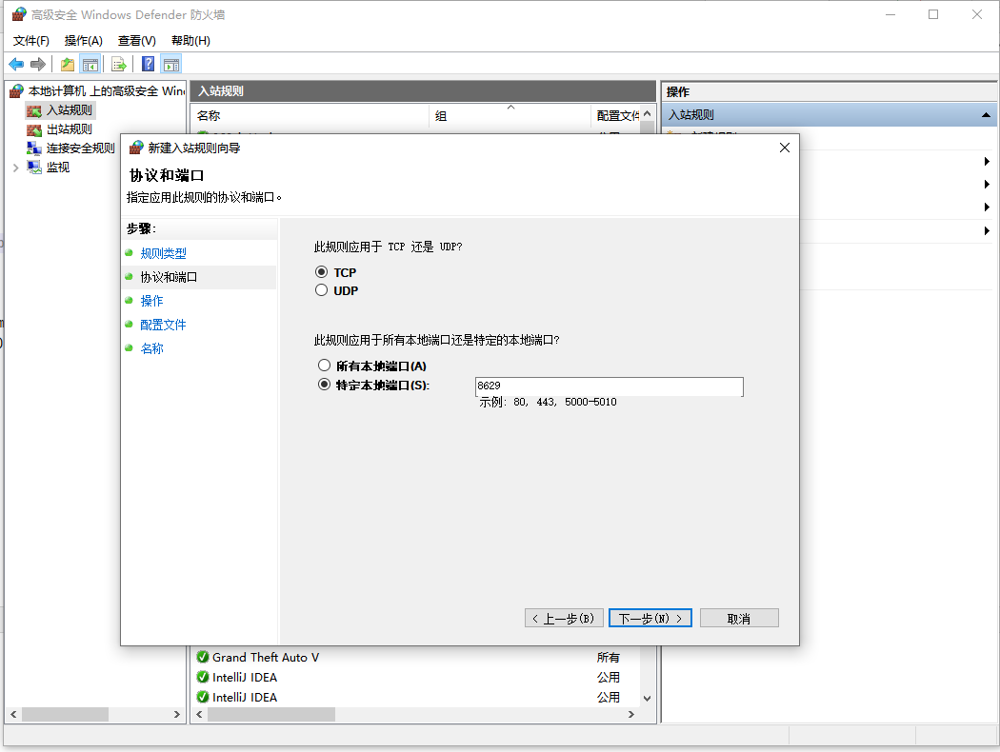 高级安全 Windows Defender 防火墙
文件(F) 操作(A) 查看(V) 帮助(H)
本地计算机 上的高级安全 Win
入站规则
出站规则
连接安全规则
监视
入站规则
名称 组 配置文件
操作
入站规则
新建入站规则向导
协议和端口
指定应用此规则的协议和端口。
步骤:
规则类型
协议和端口
操作
配置文件
名称
此规则应用于 TCP 还是 UDP?
TCP
UDP
此规则应用于所有本地端口还是特定的本地端口?
所有本地端口(A)
特定本地端口(S):
8629
示例: 80, 443, 5000-5010
< 上一步(B) 下一步(N) > 取消
Grand Theft Auto V 所有
IntelliJ IDEA 公用
IntelliJ IDEA 公用